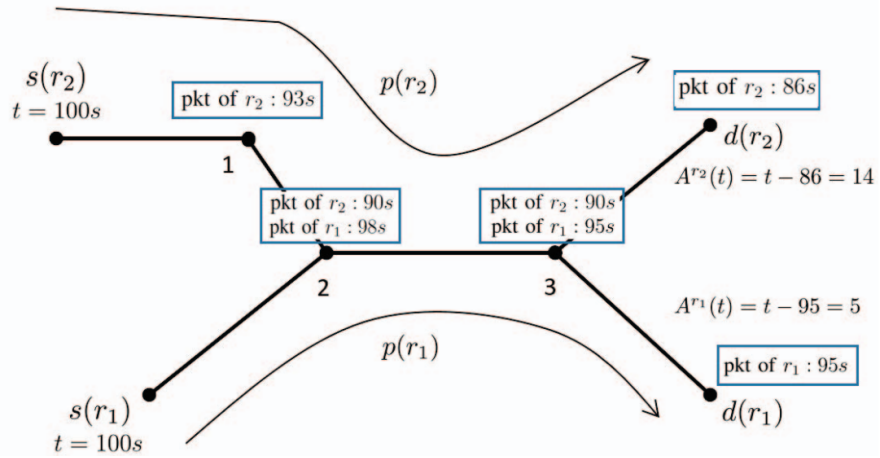 s(r₂)
t = 100s
pkt of r₂ : 93s
p(r₂)
pkt of r₂ : 86s
d(r₂)
1
A^{r₂}(t) = t − 86 = 14
pkt of r₂ : 90s
pkt of r₁ : 98s
pkt of r₂ : 90s
pkt of r₁ : 95s
2
3
A^{r₁}(t) = t − 95 = 5
p(r₁)
pkt of r₁ : 95s
s(r₁)
t = 100s
d(r₁)